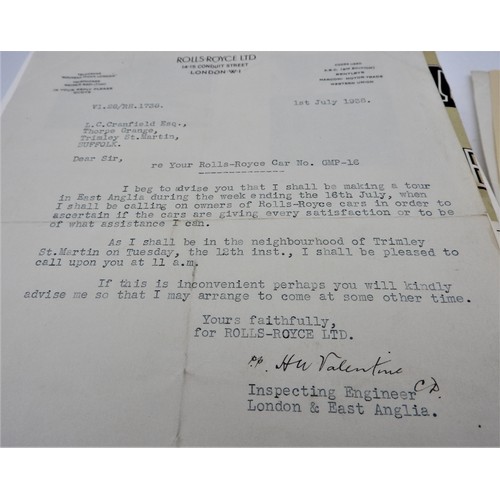 ROLLS-ROYCE LTD
14-15 CONDUIT STREET
LONDON W1
1st July 1938.
L.C.Cranfield Esq.,
Thorpe Grange,
Trimley St.Martin,
SUFFOLK.
Dear Sir,
re Your Rolls-Royce Car No. GMP-16
I beg to advise you that I shall be making a tour
in East Anglia during the week ending the 16th July, when
I shall be calling on owners of Rolls-Royce cars in order to
ascertain if the cars are giving every satisfaction or to be
of what assistance I can.
As I shall be in the neighbourhood of Trimley
St.Martin on Tuesday, the 12th inst., I shall be pleased to
call upon you at 11 a.m.
If this is inconvenient perhaps you will kindly
advise me so that I may arrange to come at some other time.
Yours faithfully,
for ROLLS-ROYCE LTD.
pp. HW Valentine
Inspecting Engineer
London & East Anglia.